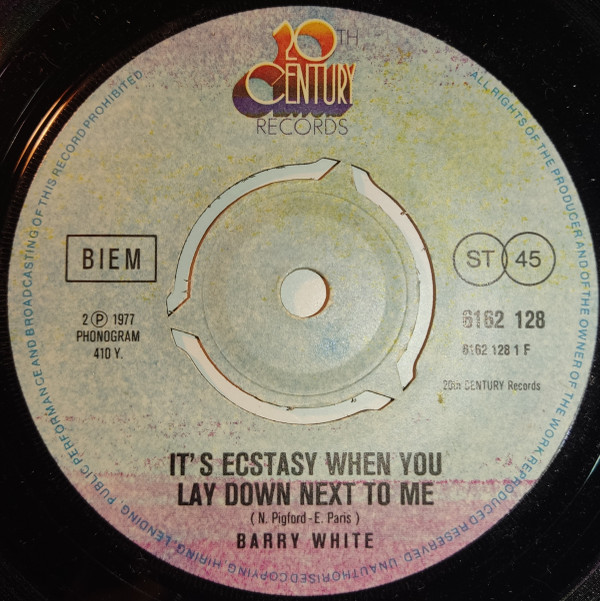 20TH
CENTURY
RECORDS
ALL RIGHTS OF THE PRODUCER AND OF THE OWNER OF THE WORK REPRODUCED RESERVED. UNAUTHORISED COPYING, HIRING, LENDING, PUBLIC PERFORMANCE AND BROADCASTING OF THIS RECORD PROHIBITED
BIEM
ST 45
2 Ⓟ 1977
PHONOGRAM
410 Y.
6162 128
6162 128 1 F
20th CENTURY Records
IT'S ECSTASY WHEN YOU
LAY DOWN NEXT TO ME
( N. Pigford - E. Paris )
BARRY WHITE